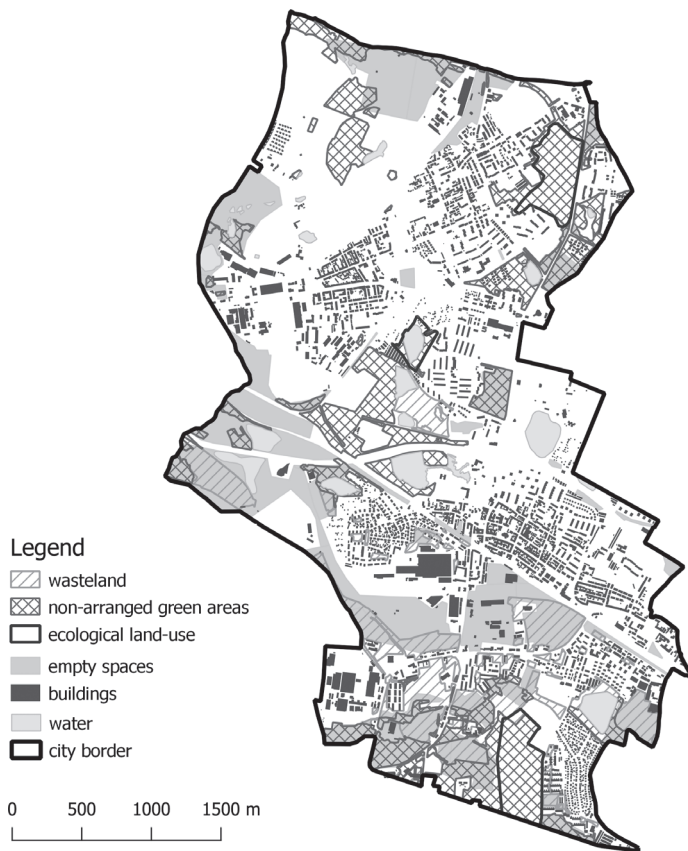 Legend
wasteland
non-arranged green areas
ecological land-use
empty spaces
buildings
water
city border
0 500 1000 1500 m